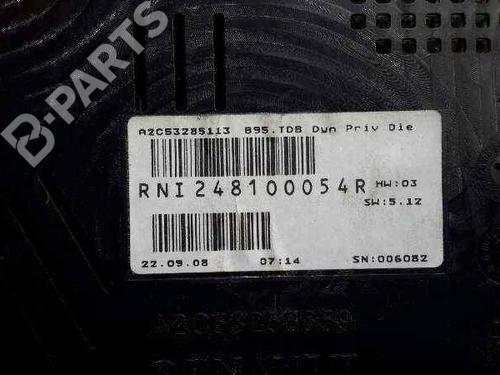 B-PARTS
A2C53285113 B95.TDB Dyn Priv Die
RNI248100054R HW:03
SW:5.12
22.09.08 07:14 SN:006082